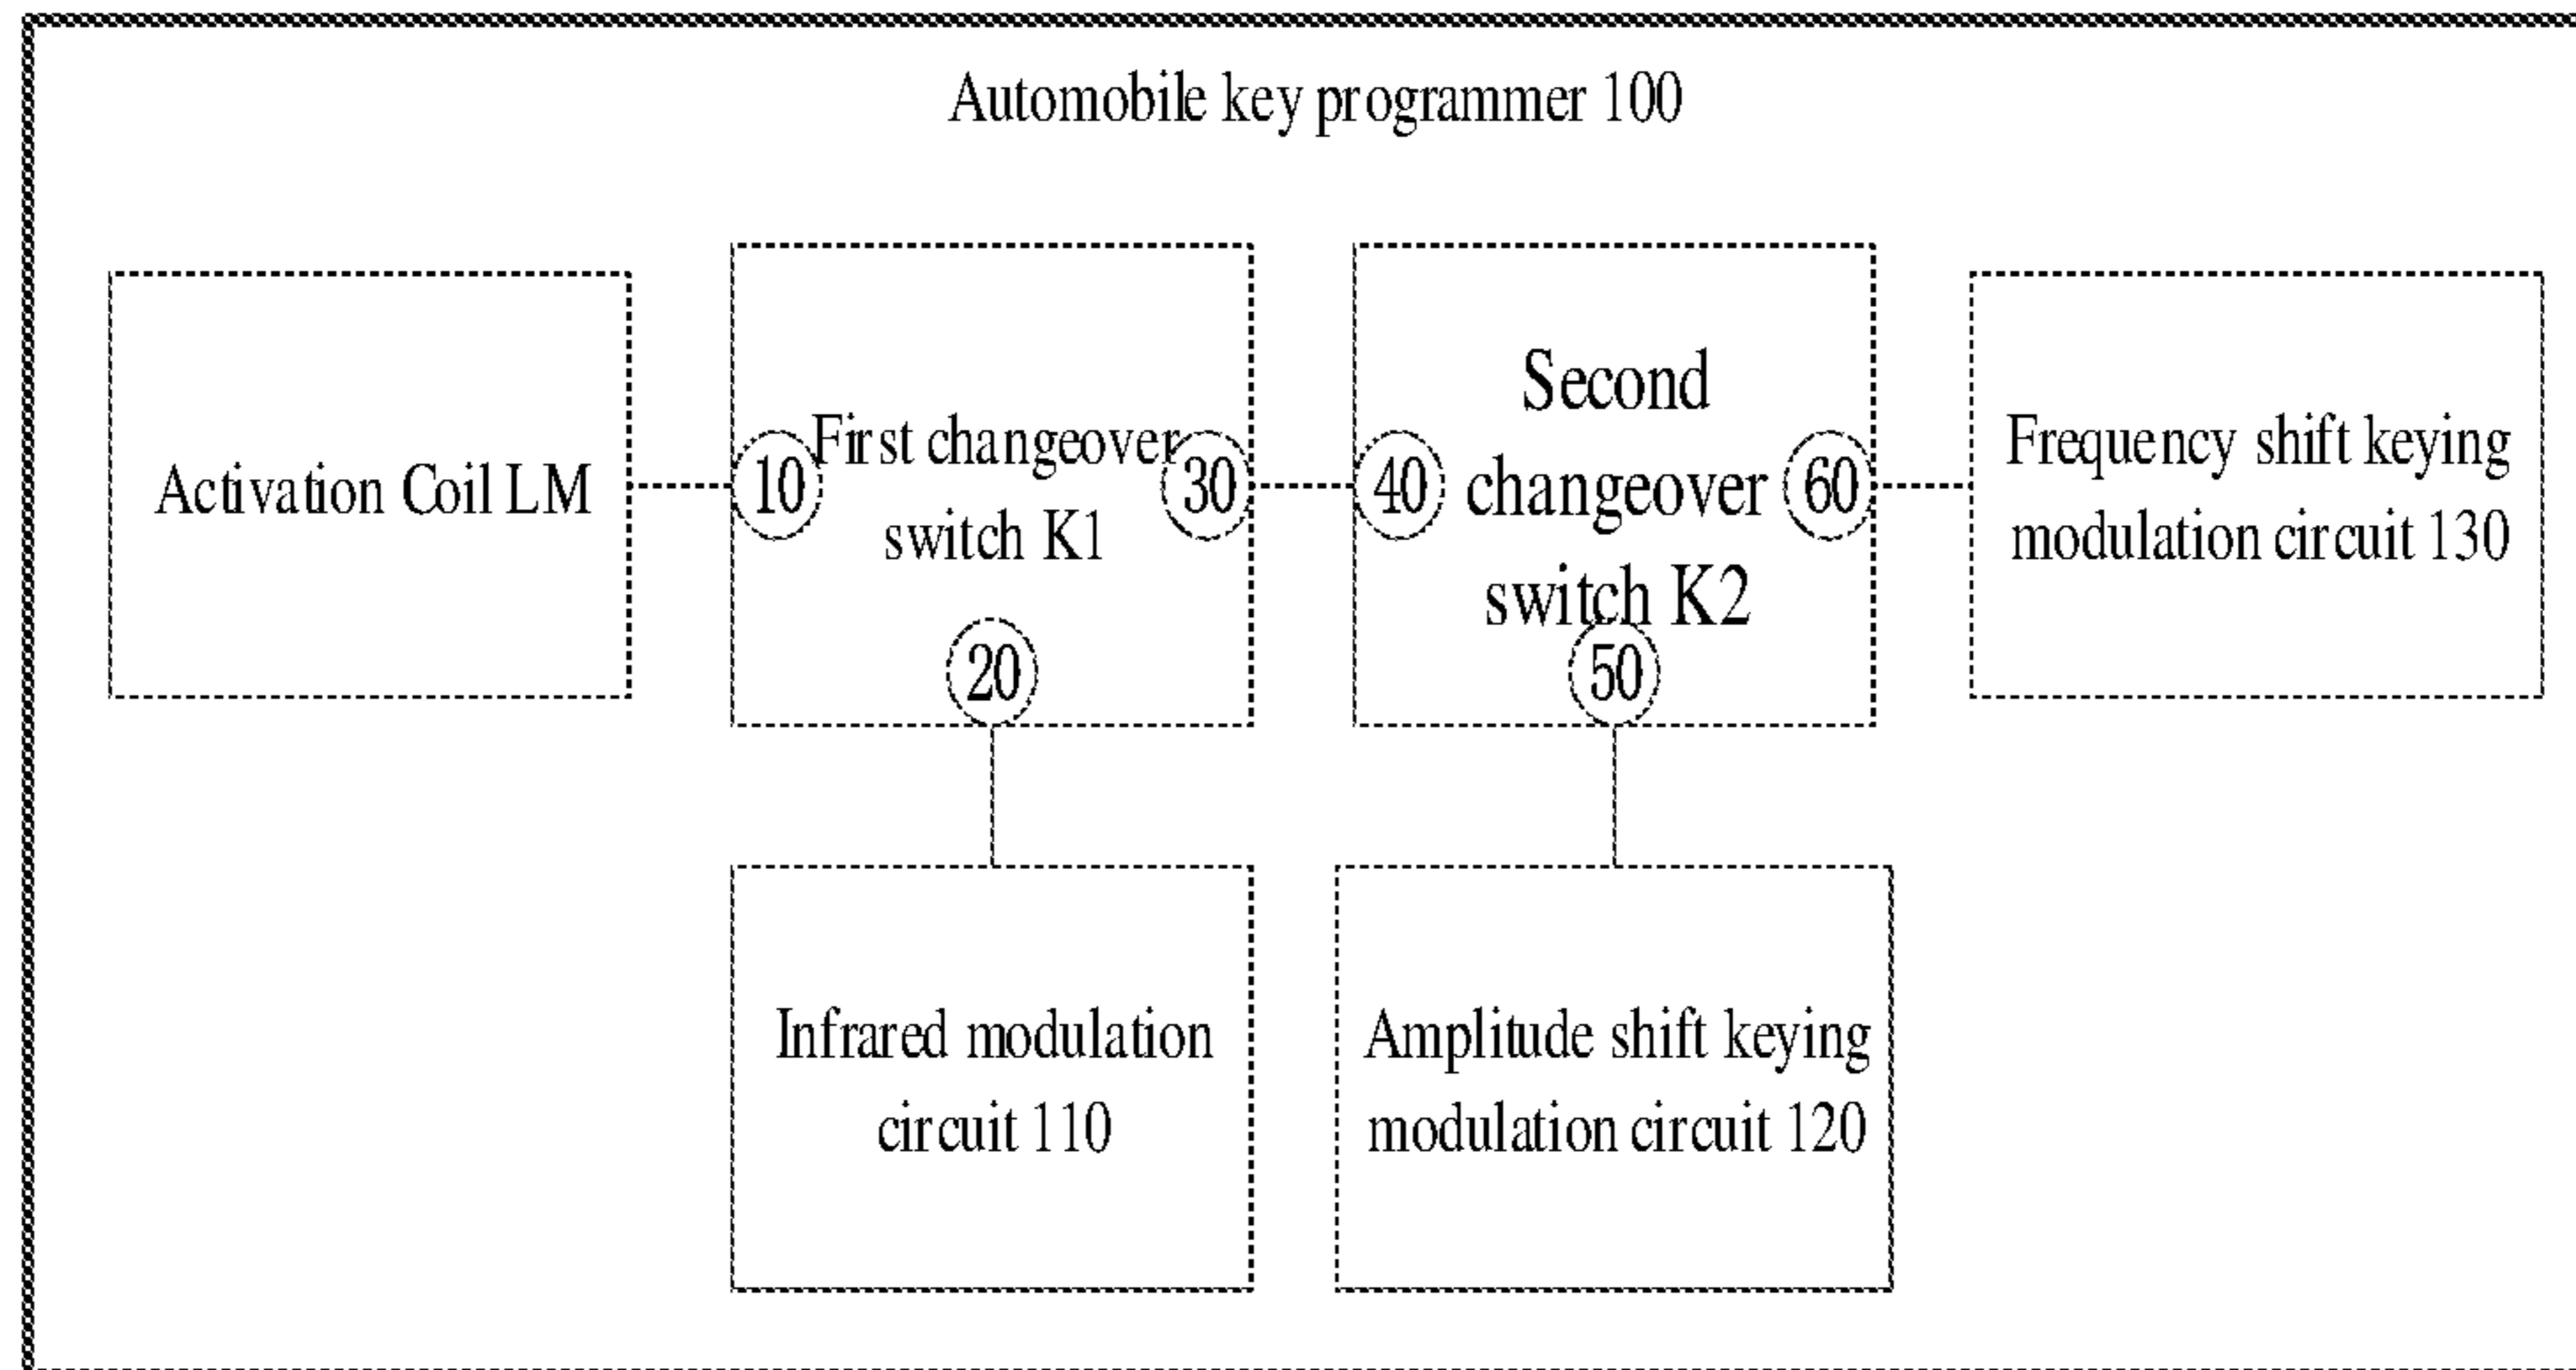 Automobile key programmer 100
Activation Coil LM
10
First changeover
switch K1
30
20
40
Second
changeover
switch K2
60
50
Frequency shift keying
modulation circuit 130
Infrared modulation
circuit 110
Amplitude shift keying
modulation circuit 120